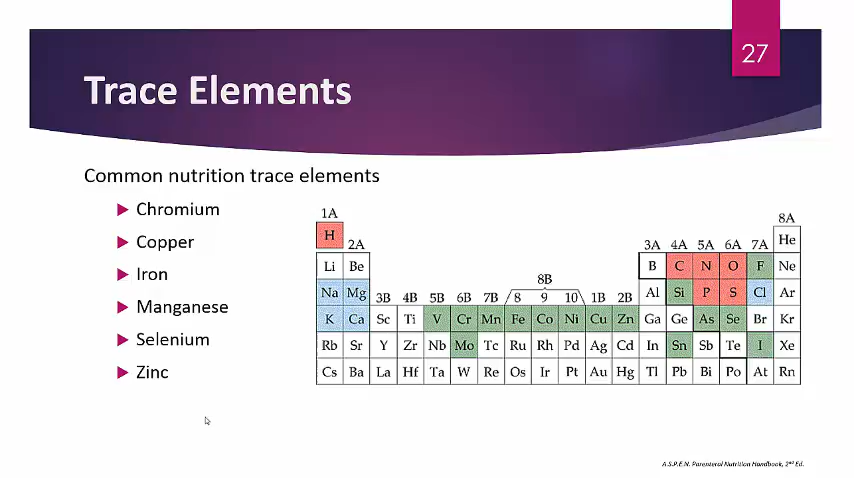 27
Trace Elements
Common nutrition trace elements
Chromium
Copper
Iron
Manganese
Selenium
Zinc
1A 8A
H 2A 3A 4A 5A 6A 7A He
Li Be B C N O F Ne
8B
Na Mg 3B 4B 5B 6B 7B 8 9 10 1B 2B Al Si P S Cl Ar
K Ca Sc Ti V Cr Mn Fe Co Ni Cu Zn Ga Ge As Se Br Kr
Rb Sr Y Zr Nb Mo Tc Ru Rh Pd Ag Cd In Sn Sb Te I Xe
Cs Ba La Hf Ta W Re Os Ir Pt Au Hg Tl Pb Bi Po At Rn
A.S.P.E.N. Parenteral Nutrition Handbook, 2nd Ed.